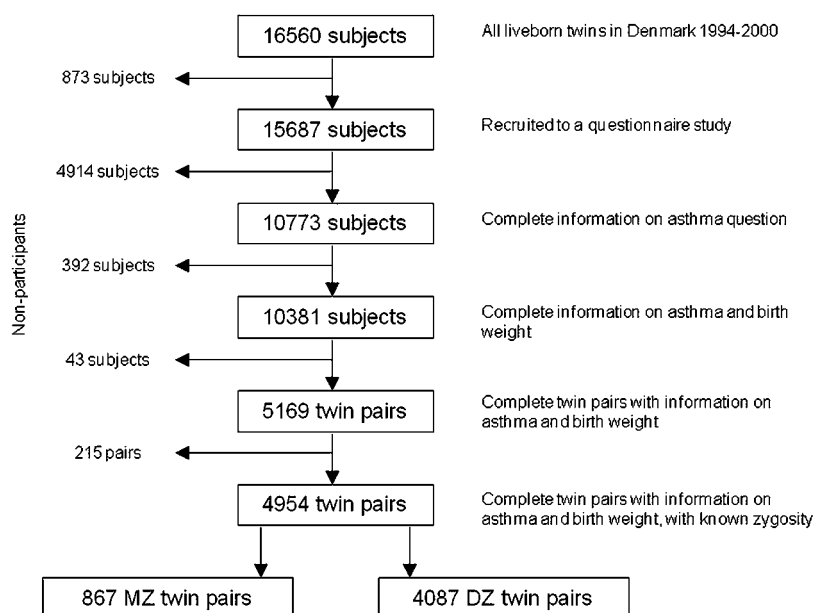 16560 subjects
All liveborn twins in Denmark 1994-2000
873 subjects
15687 subjects
Recruited to a questionnaire study
4914 subjects
Non-participants
10773 subjects
Complete information on asthma question
392 subjects
10381 subjects
Complete information on asthma and birth
weight
43 subjects
5169 twin pairs
Complete twin pairs with information on
asthma and birth weight
215 pairs
4954 twin pairs
Complete twin pairs with information on
asthma and birth weight, with known zygosity
867 MZ twin pairs
4087 DZ twin pairs